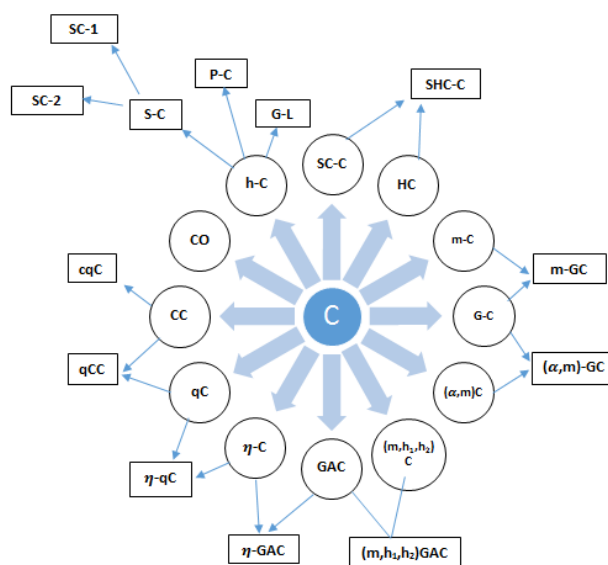 SC-1
P-C
SHC-C
SC-2
S-C
G-L
SC-C
h-C
HC
CO
m-C
cqC
m-GC
CC
C
G-C
qCC
(α,m)-GC
qC
(α,m)C
η-C
(m,h₁,h₂)
C
GAC
η-qC
η-GAC
(m,h₁,h₂)GAC